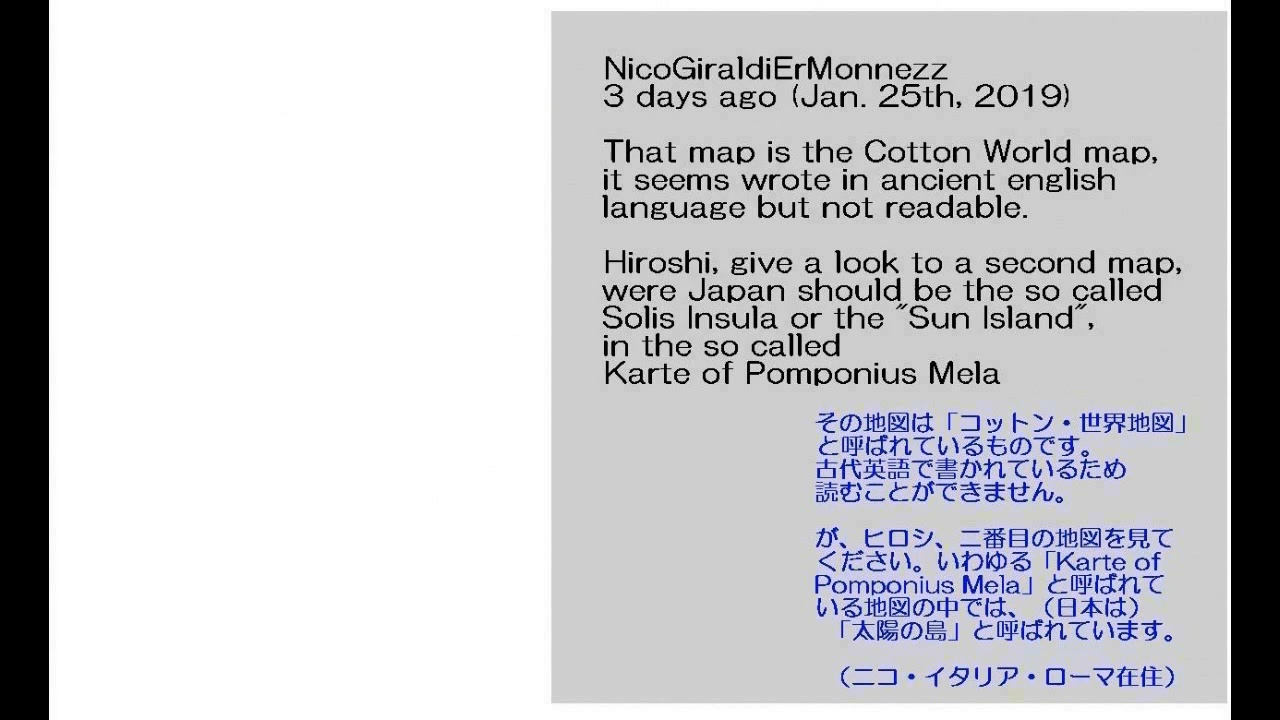 NicoGiraldiErMonnezz
3 days ago (Jan. 25th, 2019)
That map is the Cotton World map,
it seems wrote in ancient english
language but not readable.
Hiroshi, give a look to a second map,
were Japan should be the so called
Solis Insula or the "Sun Island",
in the so called
Karte of Pomponius Mela
その地図は「コットン・世界地図」
と呼ばれているものです。
古代英語で書かれているため
読むことができません。
が、ヒロシ、二番目の地図を見て
ください。いわゆる「Karte of
Pomponius Mela」と呼ばれて
いる地図の中では、（日本は）
「太陽の島」と呼ばれています。
（ニコ・イタリア・ローマ在住）